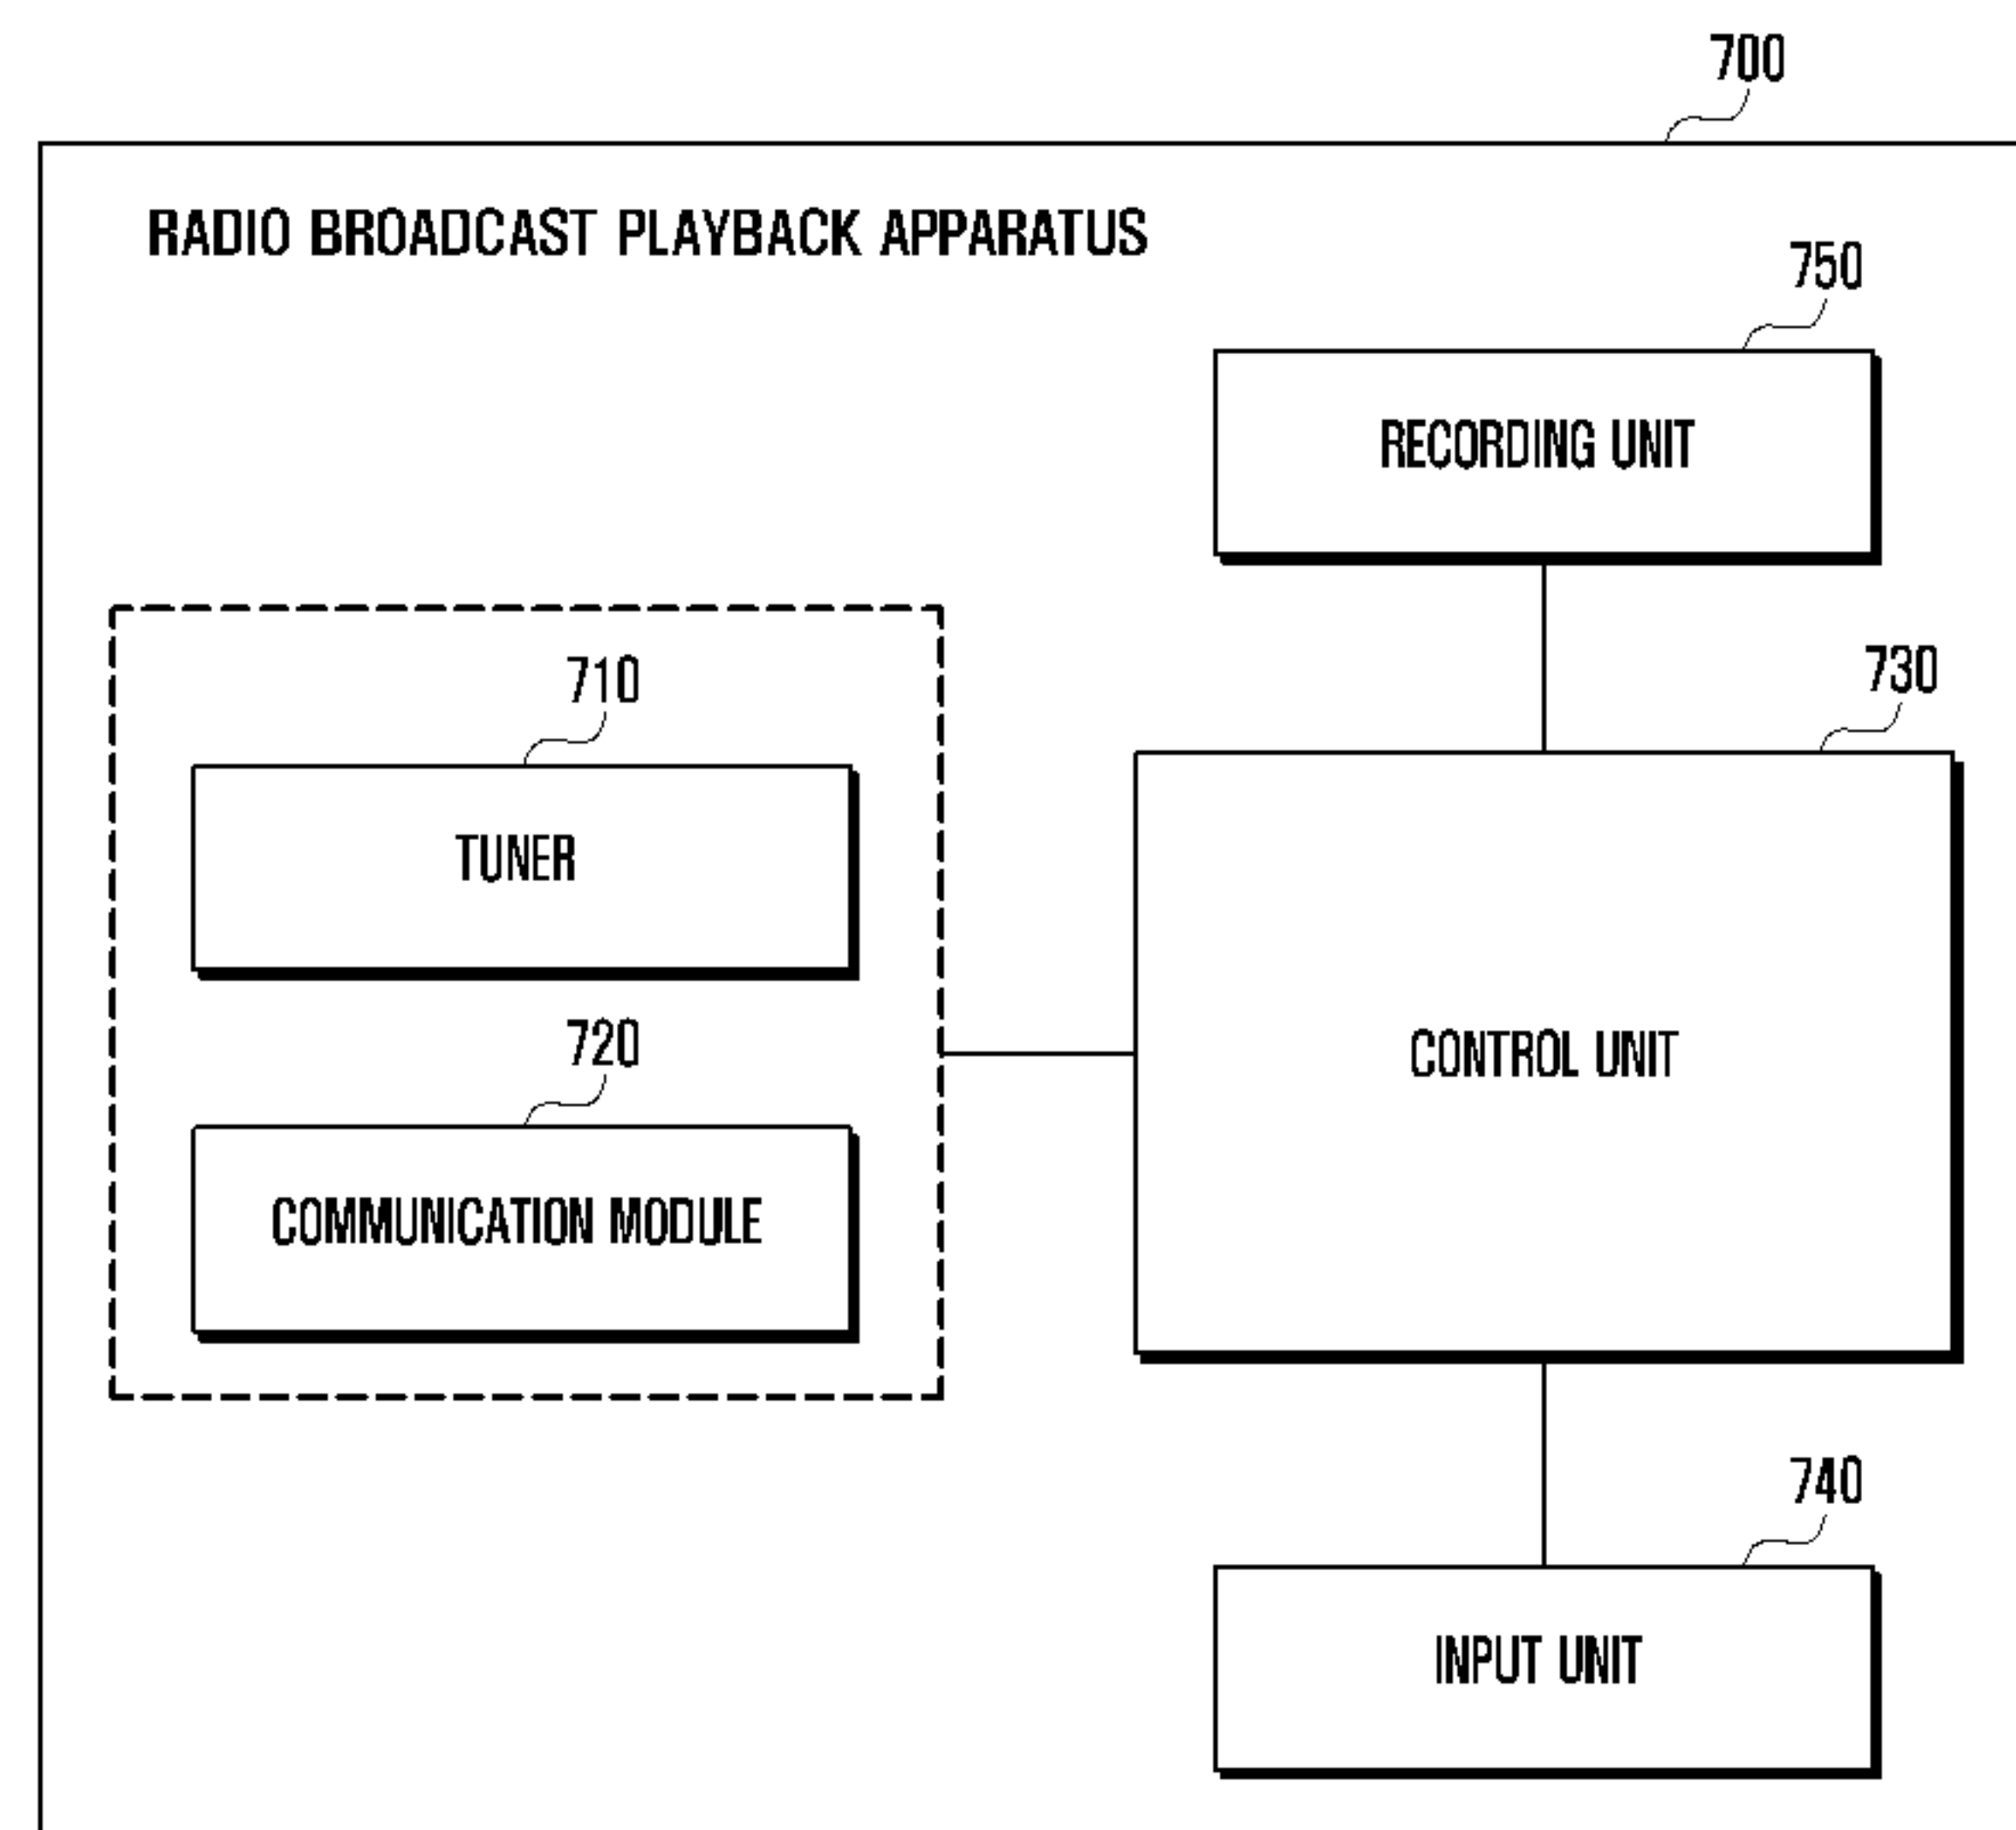 700
RADIO BROADCAST PLAYBACK APPARATUS
750
RECORDING UNIT
710
TUNER
720
COMMUNICATION MODULE
730
CONTROL UNIT
740
INPUT UNIT